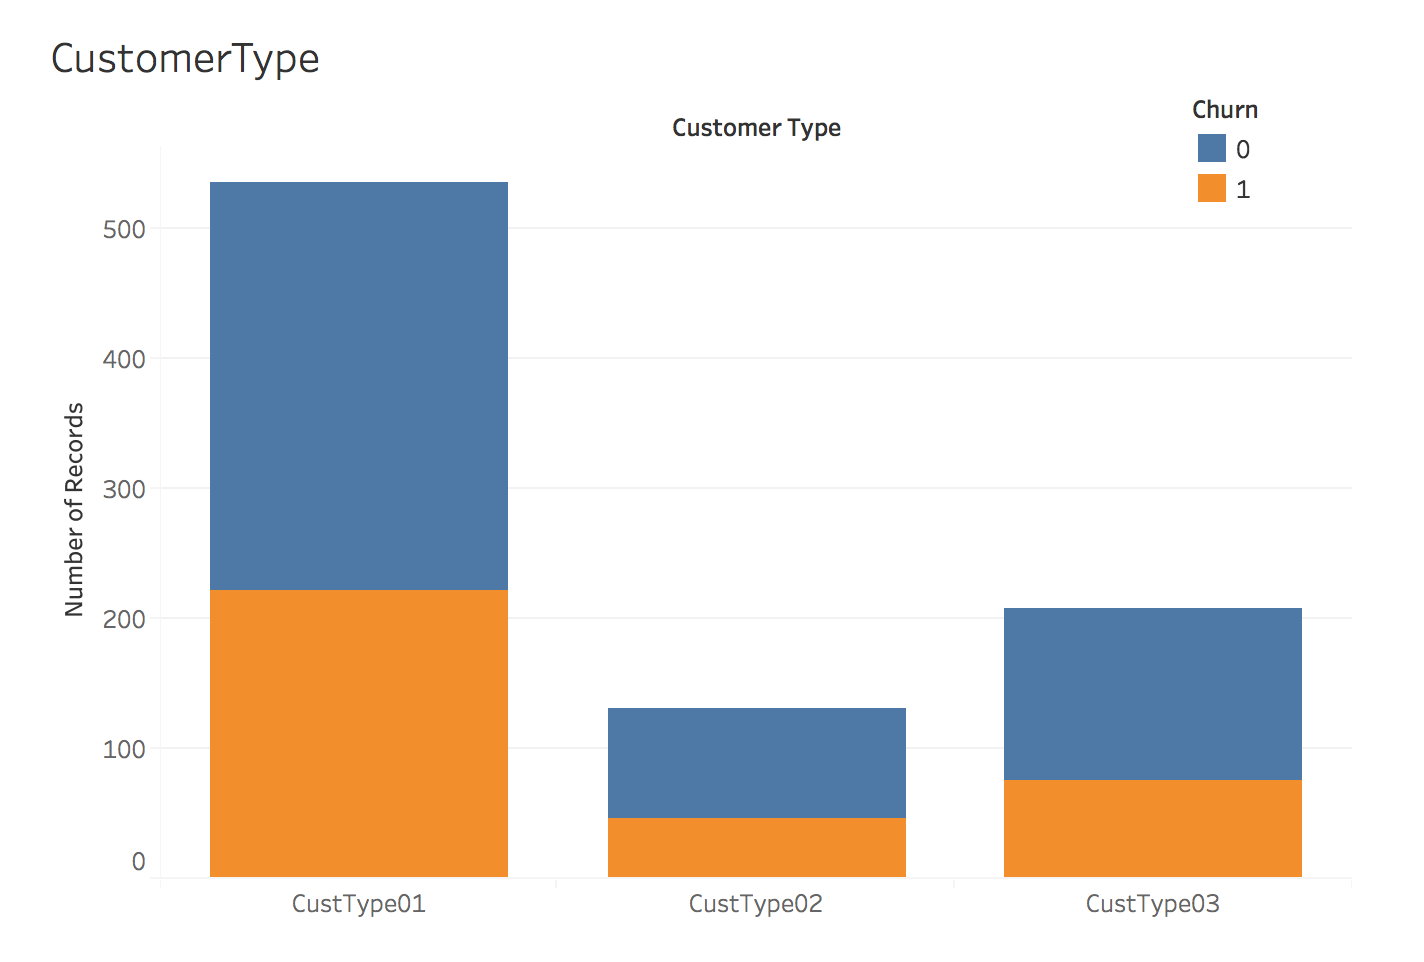 CustomerType
Customer Type
Churn
0
1
Number of Records
500
400
300
200
100
0
CustType01
CustType02
CustType03